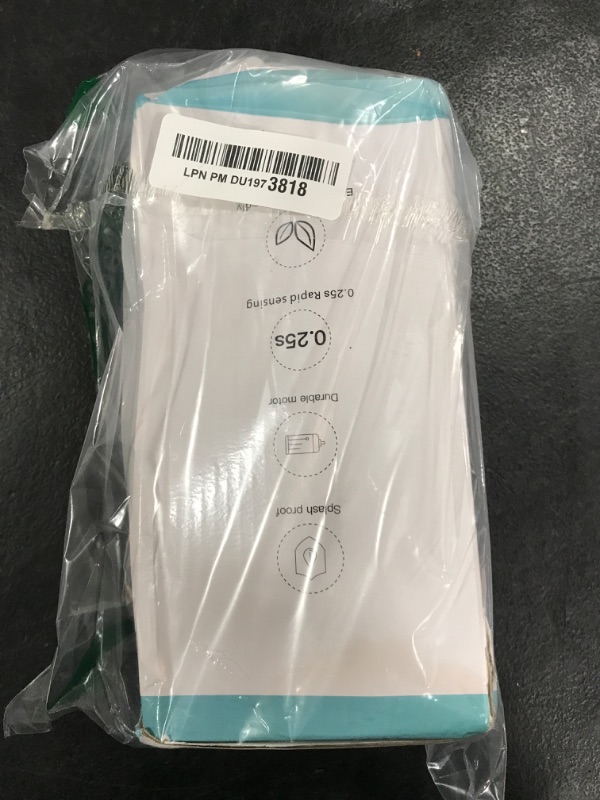 LPN PM DU1973818
0.25s Rapid sensing
0.25s
Durable motor
Splash proof